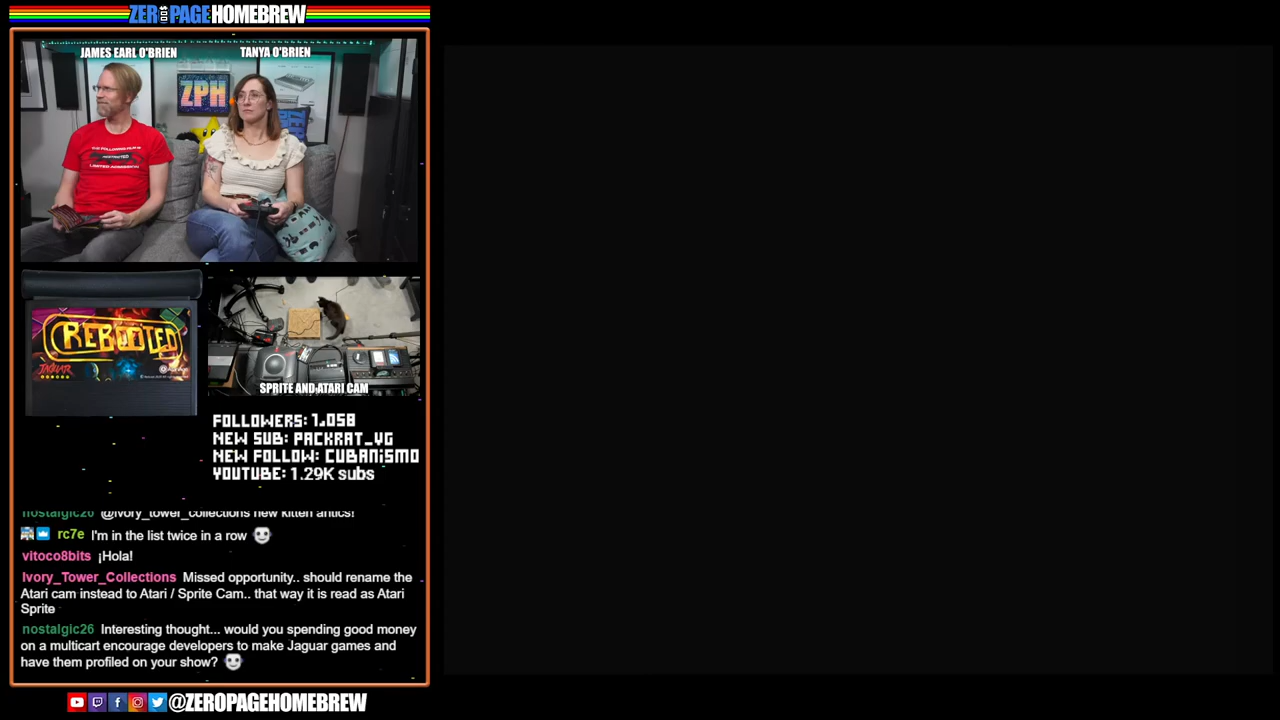 ZERO PAGE HOMEBREW
JAMES EARL O'BRIEN
TANYA O'BRIEN
ZPH
REBOOTED
JAGUAR
SPRITE AND ATARI CAM
FOLLOWERS: 1,058
NEW SUB: PACKRAT_VG
NEW FOLLOW: CUBANISMO
YOUTUBE: 1.29K subs
nostalgic26 @ivory_tower_collections new kitten antics!
rc7e I'm in the list twice in a row
vitoco8bits ¡Hola!
Ivory_Tower_Collections Missed opportunity.. should rename the
Atari cam instead to Atari / Sprite Cam.. that way it is read as Atari
Sprite
nostalgic26 Interesting thought... would you spending good money
on a multicart encourage developers to make Jaguar games and
have them profiled on your show?
@ZEROPAGEHOMEBREW